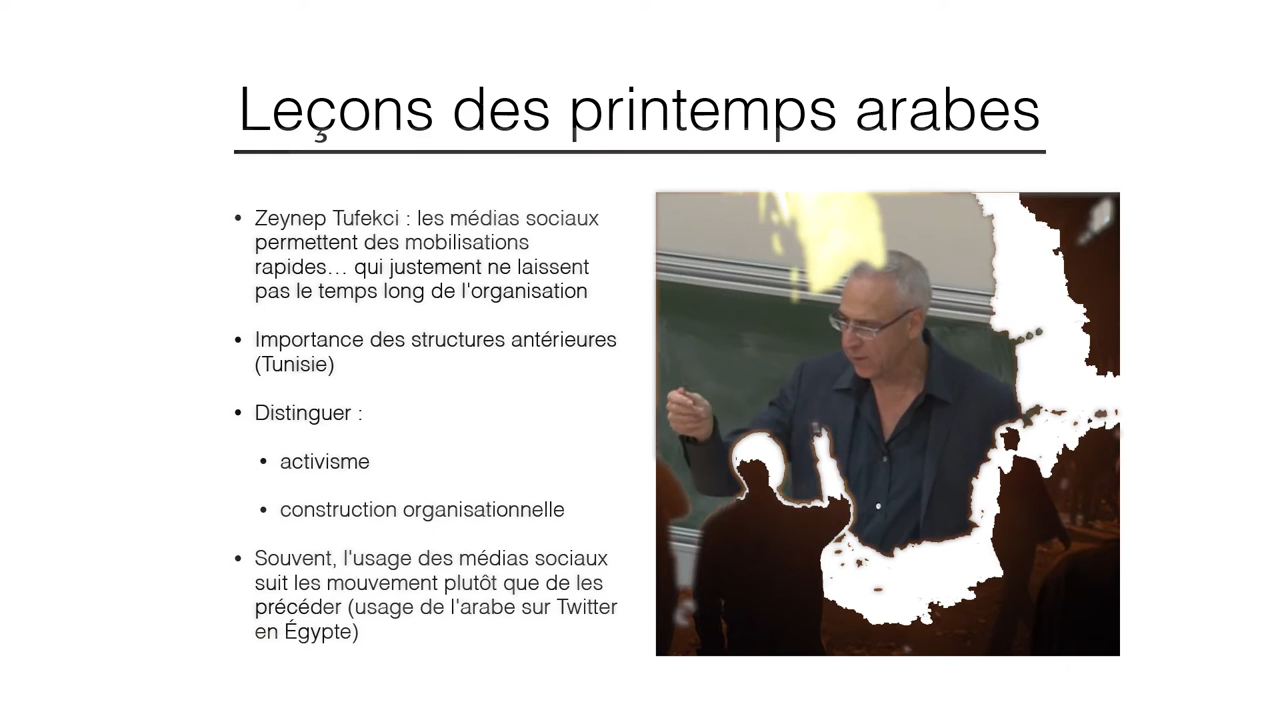 Leçons des printemps arabes
• Zeynep Tufekci : les médias sociaux
permettent des mobilisations
rapides… qui justement ne laissent
pas le temps long de l'organisation
• Importance des structures antérieures
(Tunisie)
• Distinguer :
• activisme
• construction organisationnelle
• Souvent, l'usage des médias sociaux
suit les mouvement plutôt que de les
précéder (usage de l'arabe sur Twitter
en Égypte)